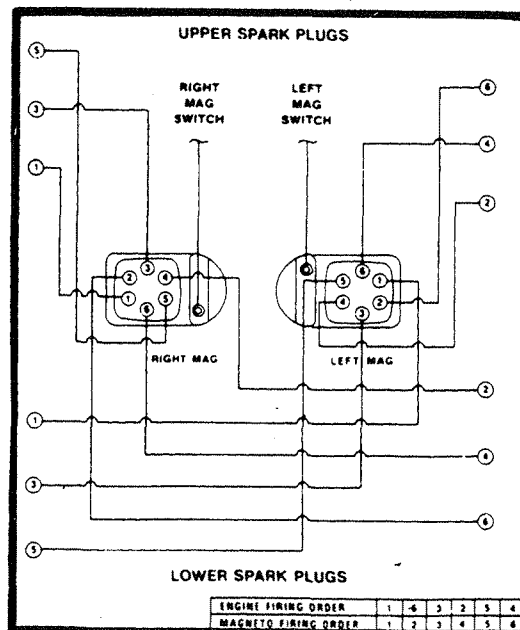 UPPER SPARK PLUGS
5
RIGHT
MAG
SWITCH
LEFT
MAG
SWITCH
6
3
4
1
2
3
2
4
1
5
6
6
5
1
4
2
3
RIGHT MAG
LEFT MAG
2
1
4
3
6
5
LOWER SPARK PLUGS
ENGINE FIRING ORDER 1 6 3 2 5 4
MAGNETO FIRING ORDER 1 2 3 4 5 6